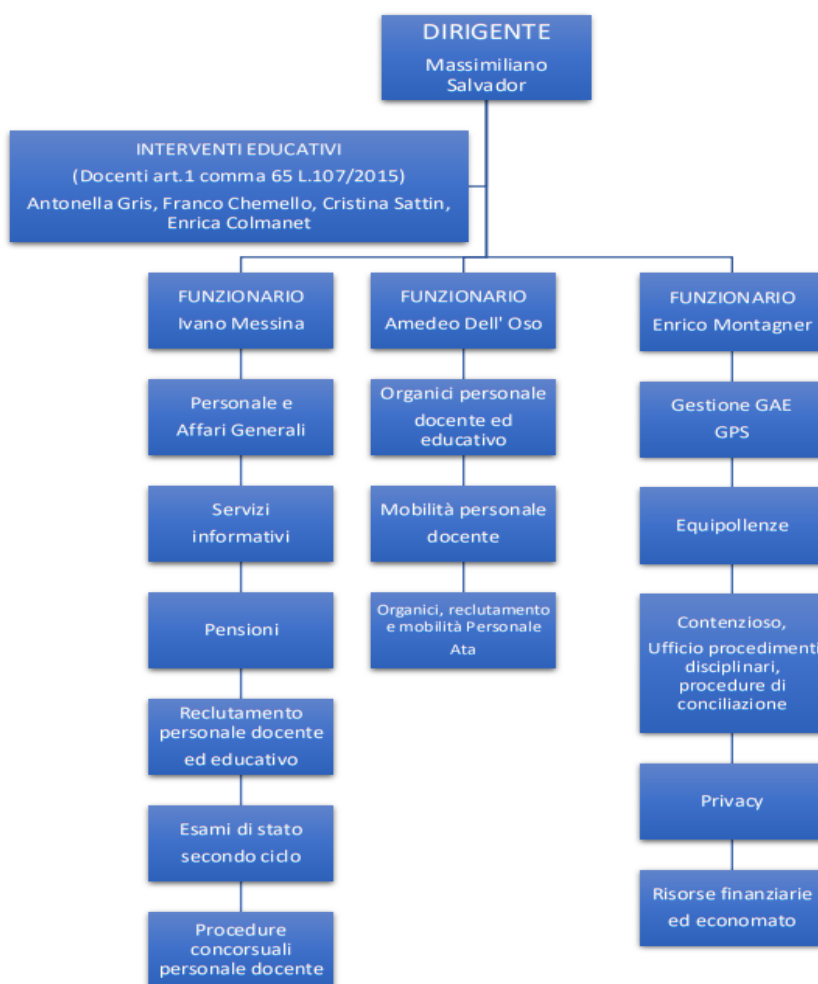 DIRIGENTE
Massimiliano
Salvador
INTERVENTI EDUCATIVI
(Docenti art.1 comma 65 L.107/2015)
Antonella Gris, Franco Chemello, Cristina Sattin,
Enrica Colmanet
FUNZIONARIO
Ivano Messina
Personale e
Affari Generali
Servizi
informativi
Pensioni
Reclutamento
personale docente
ed educativo
Esami di stato
secondo ciclo
Procedure
concorsuali
personale docente
FUNZIONARIO
Amedeo Dell' Oso
Organici personale
docente ed
educativo
Mobilità personale
docente
Organici, reclutamento
e mobilità Personale
Ata
FUNZIONARIO
Enrico Montagner
Gestione GAE
GPS
Equipollenze
Contenzioso,
Ufficio procedimenti
disciplinari,
procedure di
conciliazione
Privacy
Risorse finanziarie
ed economato